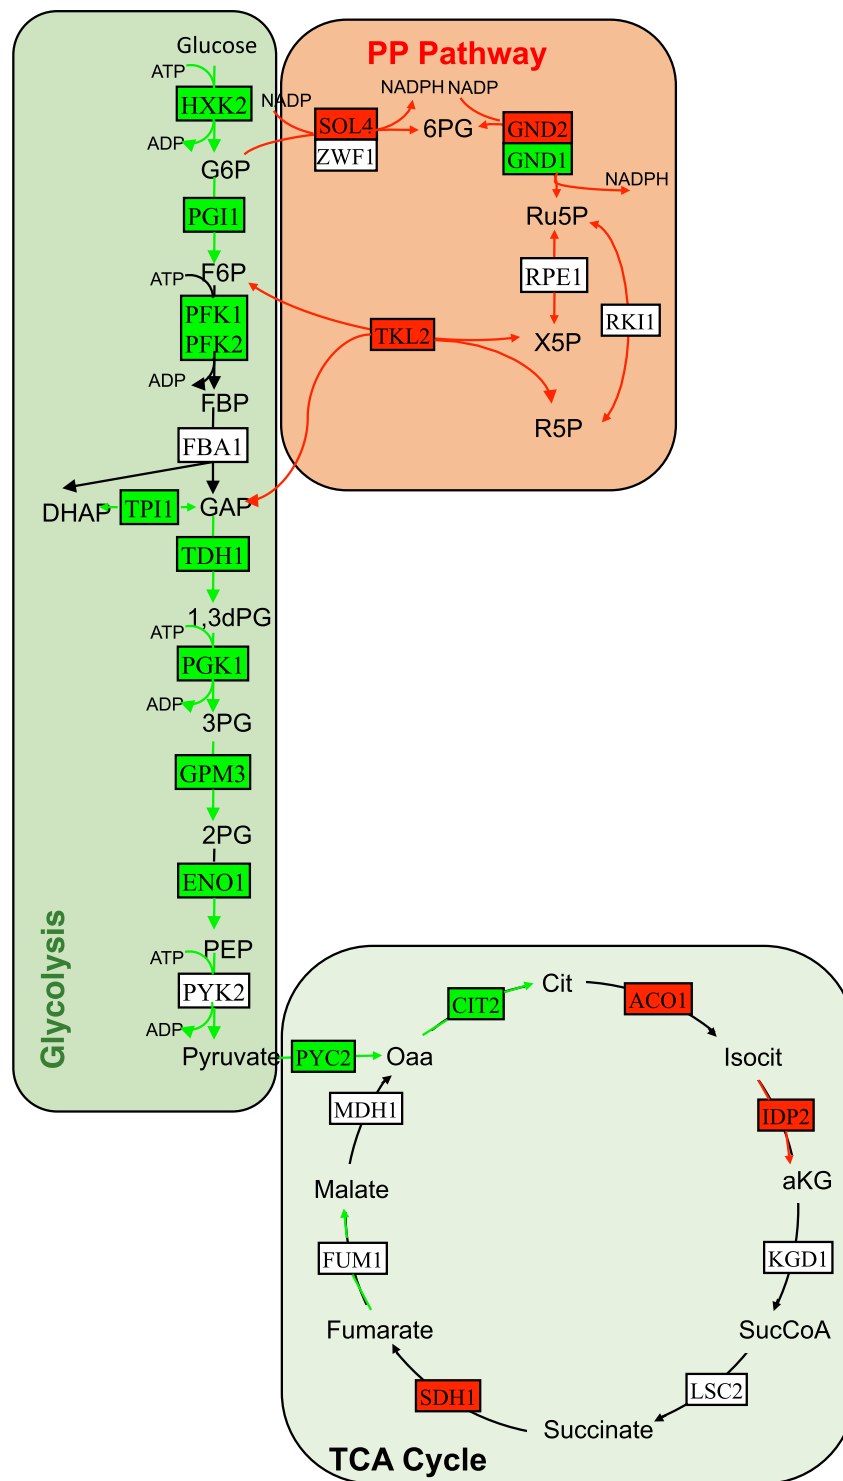 Glucose
ATP
HXK2
ADP
G6P
PGI1
F6P
ATP
PFK1
PFK2
ADP
FBP
FBA1
DHAP
TPI1
GAP
TDH1
1,3dPG
ATP
PGK1
ADP
3PG
GPM3
2PG
ENO1
PEP
ATP
PYK2
ADP
Pyruvate
Glycolysis
PP Pathway
NADP
SOL4
ZWF1
NADPH
NADP
6PG
GND2
GND1
NADPH
Ru5P
RPE1
RKI1
TKL2
X5P
R5P
PYC2
Oaa
CIT2
Cit
ACO1
Isocit
IDP2
aKG
KGD1
SucCoA
LSC2
Succinate
SDH1
Fumarate
FUM1
Malate
MDH1
TCA Cycle